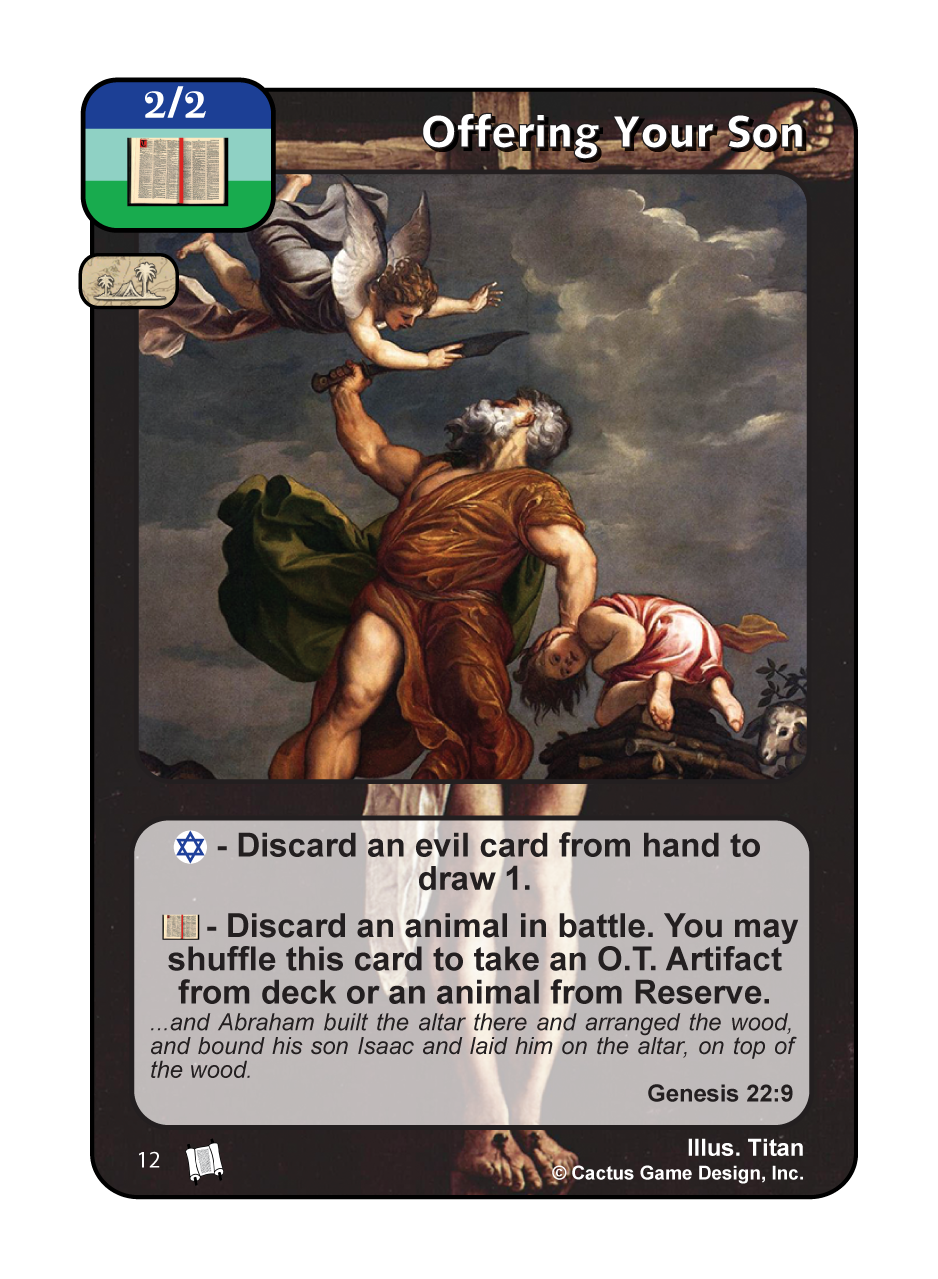 2/2
Offering Your Son
- Discard an evil card from hand to
draw 1.
- Discard an animal in battle. You may
shuffle this card to take an O.T. Artifact
from deck or an animal from Reserve.
...and Abraham built the altar there and arranged the wood,
and bound his son Isaac and laid him on the altar, on top of
the wood.
Genesis 22:9
12
Illus. Titan
© Cactus Game Design, Inc.